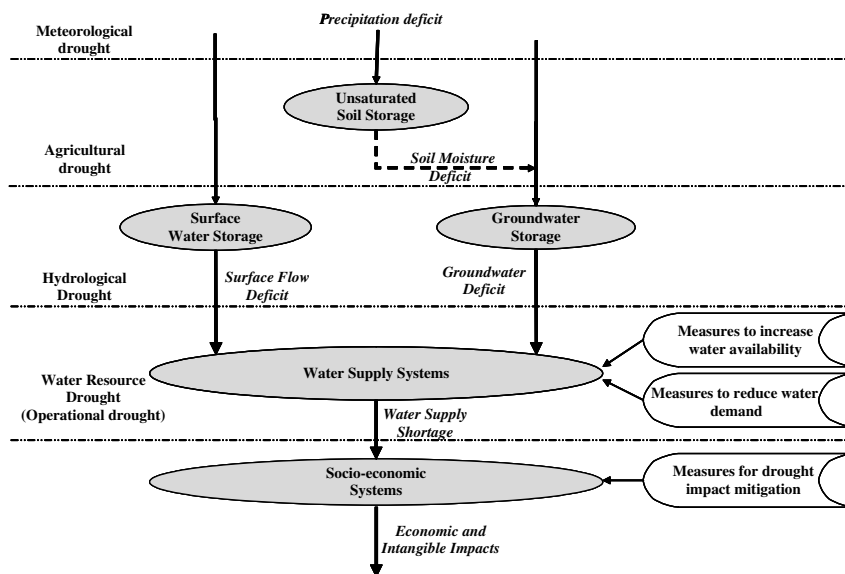 Precipitation deficit
Meteorological
drought
Unsaturated
Soil Storage
Agricultural
drought
Soil Moisture
Deficit
Surface
Water Storage
Groundwater
Storage
Hydrological
Drought
Surface Flow
Deficit
Groundwater
Deficit
Measures to increase
water availability
Water Supply Systems
Water Resource
Drought
(Operational drought)
Measures to reduce water
demand
Water Supply
Shortage
Socio-economic
Systems
Measures for drought
impact mitigation
Economic and
Intangible Impacts